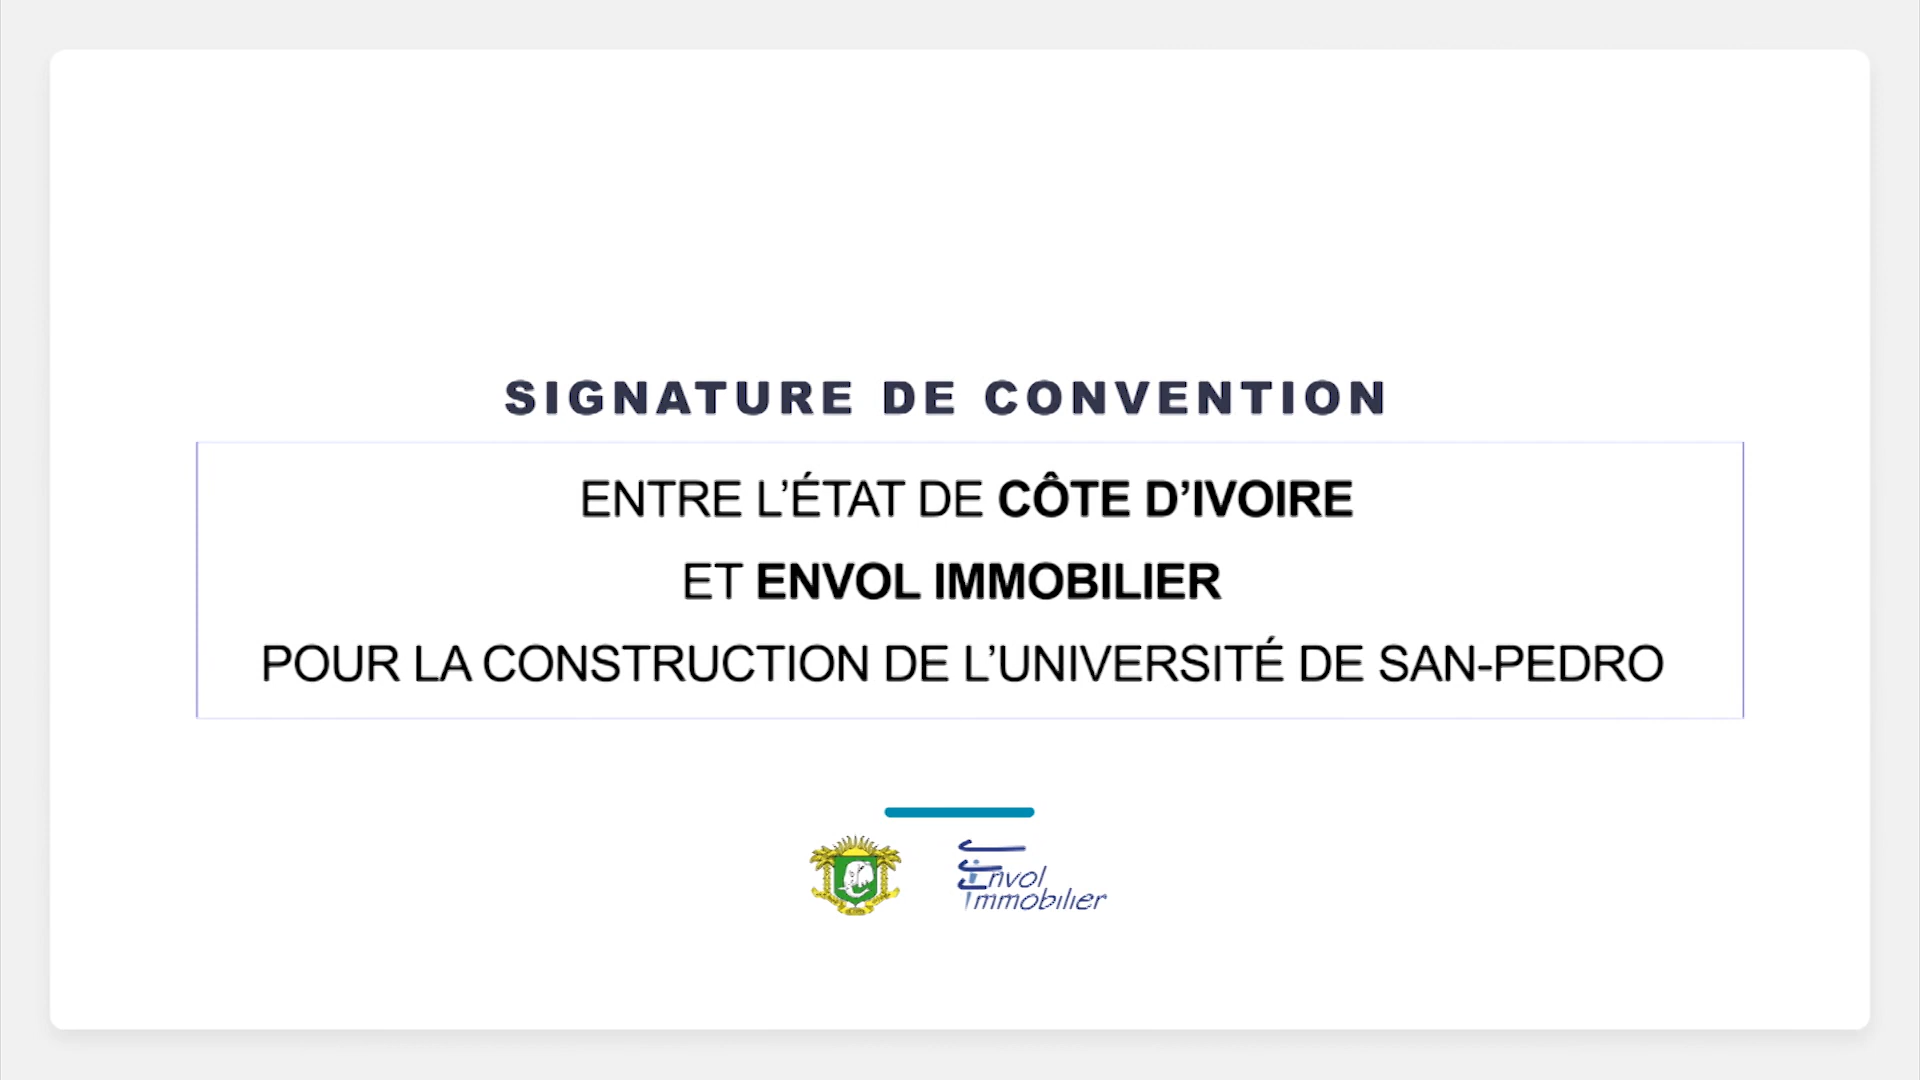 SIGNATURE DE CONVENTION
ENTRE L’ÉTAT DE CÔTE D’IVOIRE
ET ENVOL IMMOBILIER
POUR LA CONSTRUCTION DE L’UNIVERSITÉ DE SAN-PEDRO
Envol
Immobilier